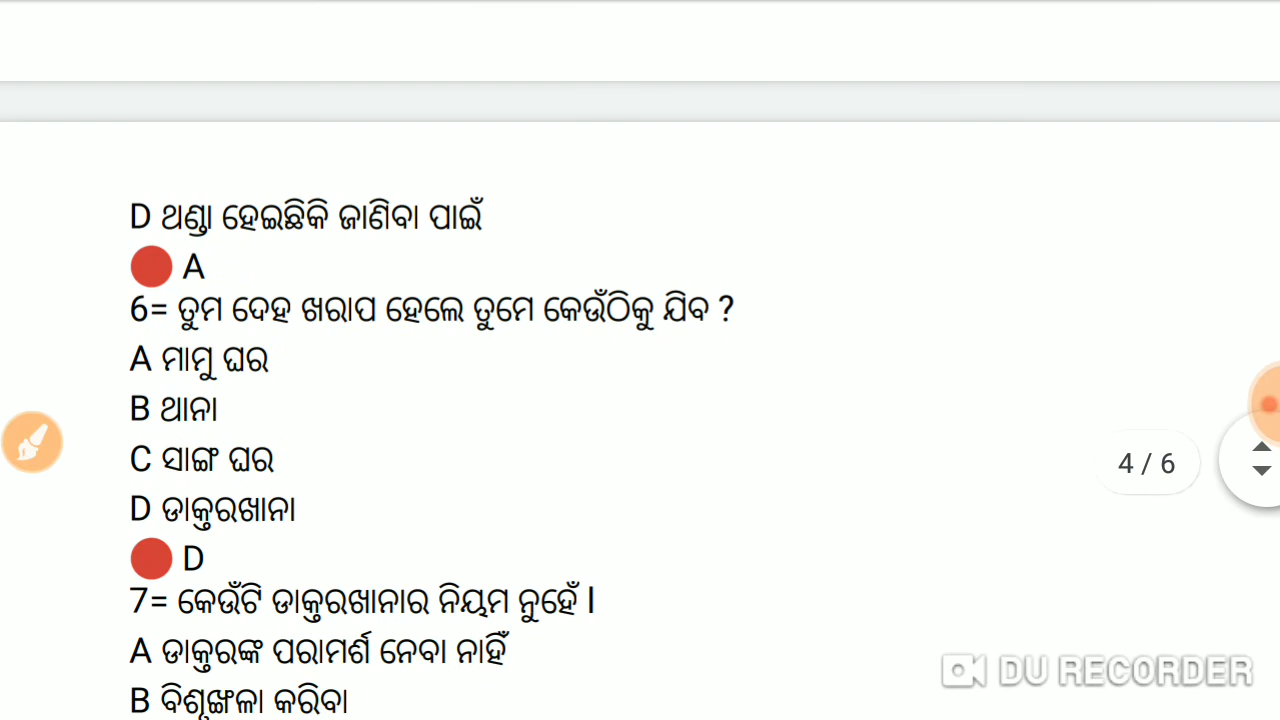 D ଥଣ୍ଡା ହେଇଛିକି ଜାଣିବା ପାଇଁ
A
6= ତୁମ ଦେହ ଖରାପ ହେଲେ ତୁମେ କେଉଁଠିକୁ ଯିବ ?
A ମାମୁ ଘର
B ଥାନା
C ସାଙ୍ଗ ଘର
D ଡାକ୍ତରଖାନା
D
7= କେଉଁଟି ଡାକ୍ତରଖାନାର ନିୟମ ନୁହେଁ l
A ଡାକ୍ତରଙ୍କ ପରାମର୍ଶ ନେବା ନାହିଁ
B ବିଶୃଙ୍ଖଳା କରିବା
4 / 6
DU RECORDER